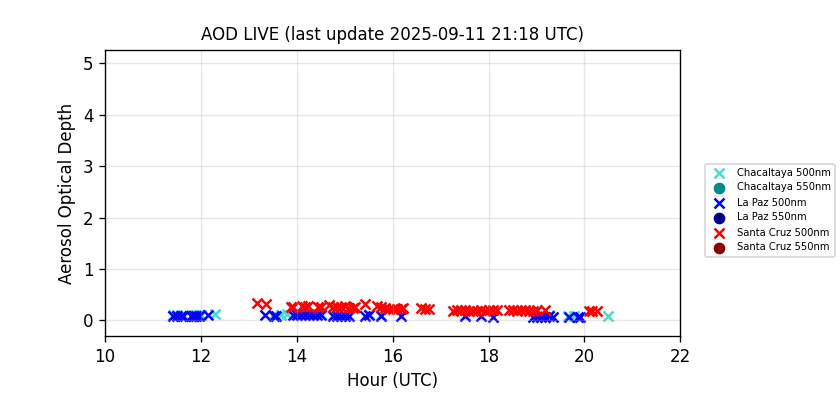 AOD LIVE (last update 2025-09-11 21:18 UTC)
Aerosol Optical Depth
5
4
3
2
1
0
10 12 14 16 18 20 22
Hour (UTC)
Chacaltaya 500nm
Chacaltaya 550nm
La Paz 500nm
La Paz 550nm
Santa Cruz 500nm
Santa Cruz 550nm